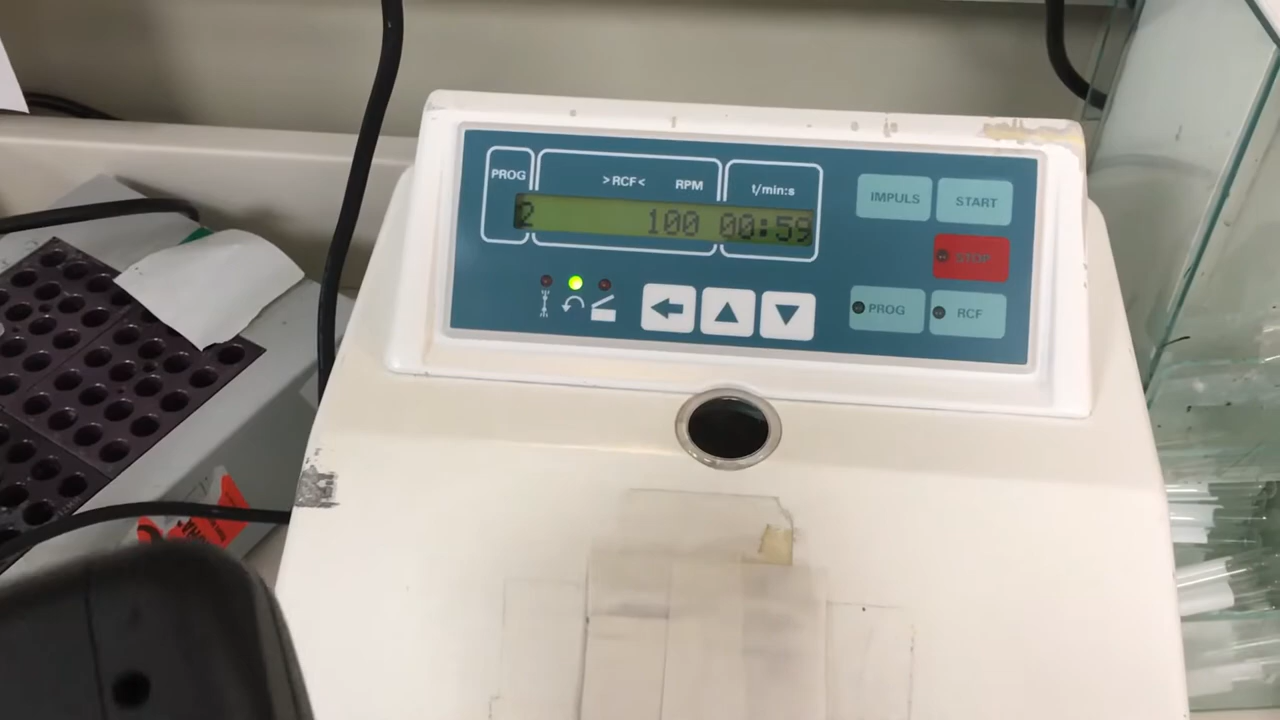 PROG
>RCF< RPM
t/min:s
2 100 00:59
IMPULS START
STOP
PROG RCF